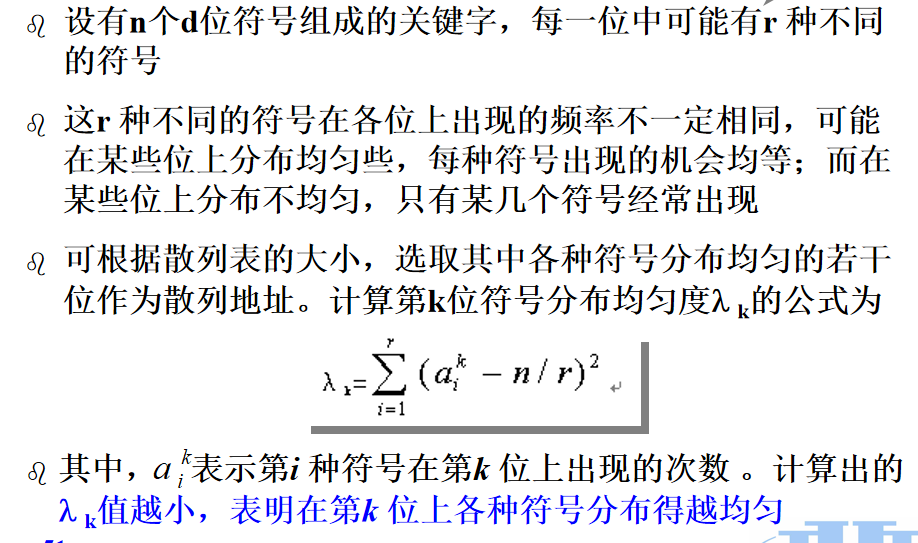 设有n个d位符号组成的关键字，每一位中可能有r 种不同
的符号
这r 种不同的符号在各位上出现的频率不一定相同，可能
在某些位上分布均匀些，每种符号出现的机会均等；而在
某些位上分布不均匀，只有某几个符号经常出现
可根据散列表的大小，选取其中各种符号分布均匀的若干
位作为散列地址。计算第k位符号分布均匀度λ k的公式为
λ k= ∑ i=1 r (a i k − n / r) 2
其中，a i k表示第i 种符号在第k 位上出现的次数 。计算出的
λ k值越小，表明在第k 位上各种符号分布得越均匀